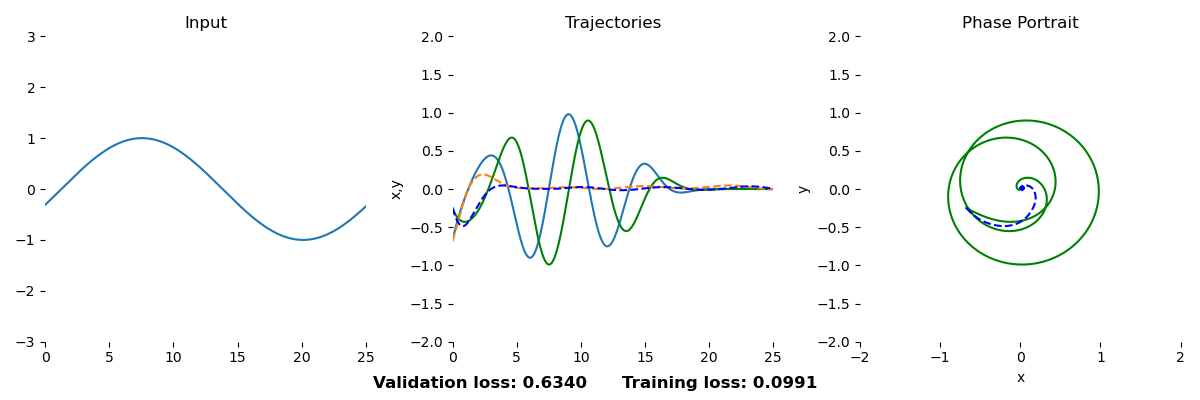 Input
3
2
1
0
−1
−2
−3
0 5 10 15 20 25
Trajectories
x,y
2.0
1.5
1.0
0.5
0.0
−0.5
−1.0
−1.5
−2.0
0 5 10 15 20 25
Phase Portrait
y
2.0
1.5
1.0
0.5
0.0
−0.5
−1.0
−1.5
−2.0
−2 −1 0 1 2
x
Validation loss: 0.6340 Training loss: 0.0991